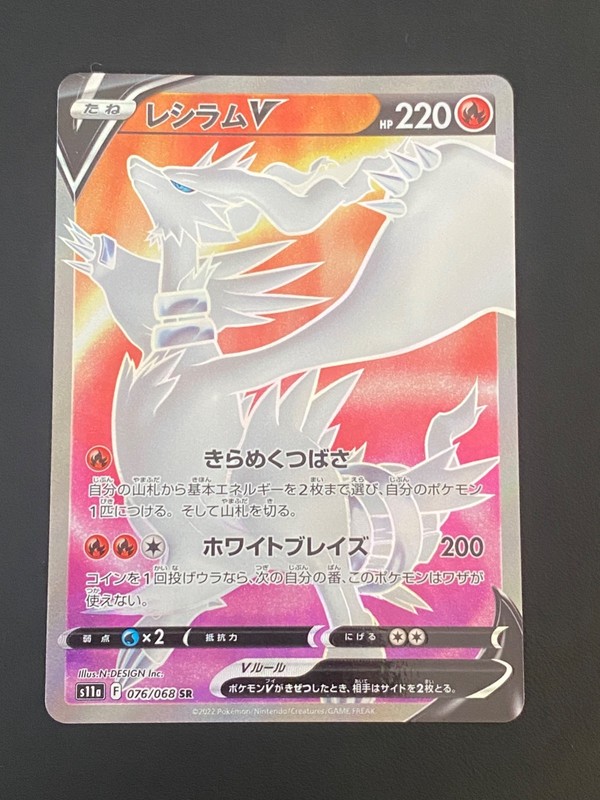 たね レシラムV HP220
きらめくつばさ
自分の山札から基本エネルギーを2枚まで選び、自分のポケモン
1匹につける。そして山札を切る。
ホワイトブレイズ 200
コインを1回投げウラなら、次の自分の番、このポケモンはワザが
使えない。
弱点 ×2 抵抗力 にげる
Illus.N-DESIGN Inc. Vルール
ポケモンVがきぜつしたとき、相手はサイドを2枚とる。
s11a F 076/068 SR
©2022 Pokémon/Nintendo/Creatures/GAME FREAK.